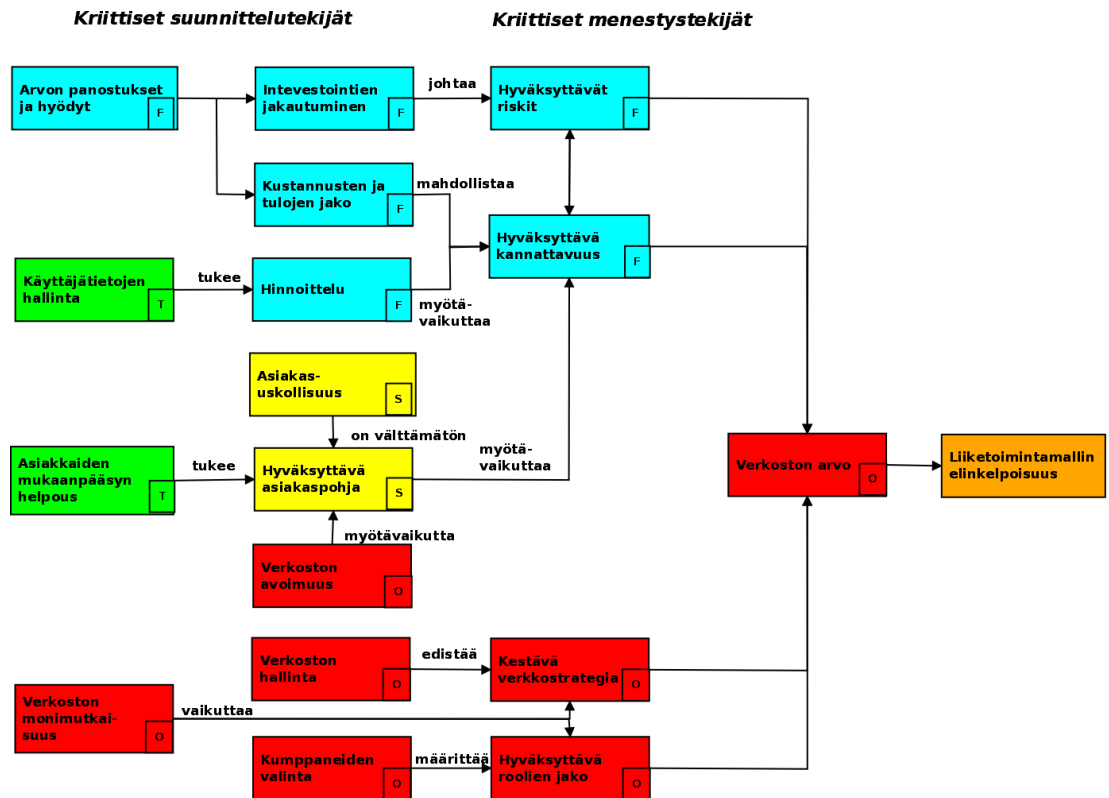 Kriittiset suunnittelutekijät
Kriittiset menestystekijät
Arvon panostukset
ja hyödyt
F
Intevestointien
jakautuminen
F
johtaa
Hyväksyttävät
riskit
F
Kustannusten ja
tulojen jako
F
mahdollistaa
Hyväksyttävä
kannattavuus
F
Käyttäjätietojen
hallinta
T
tukee
Hinnoittelu
F
myötä-
vaikuttaa
Asiakas-
uskollisuus
S
on välttämätön
Asiakkaiden
mukaanpääsyn
helpous
T
tukee
Hyväksyttävä
asiakaspohja
S
myötä-
vaikuttaa
Verkoston arvo
O
Liiketoimintamallin
elinkelpoisuus
myötävaikutta
Verkoston
avoimuus
O
Verkoston
hallinta
O
edistää
Kestävä
verkkostrategia
O
Verkoston
monimutkai-
suus
O
vaikuttaa
Kumppaneiden
valinta
O
määrittää
Hyväksyttävä
roolien jako
O